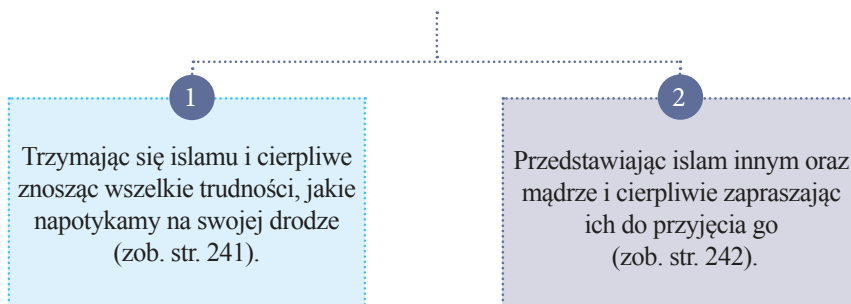 1
Trzymając się islamu i cierpliwe
znosząc wszelkie trudności, jakie
napotykamy na swojej drodze
(zob. str. 241).
2
Przedstawiając islam innym oraz
mądrze i cierpliwie zapraszając
ich do przyjęcia go
(zob. str. 242).